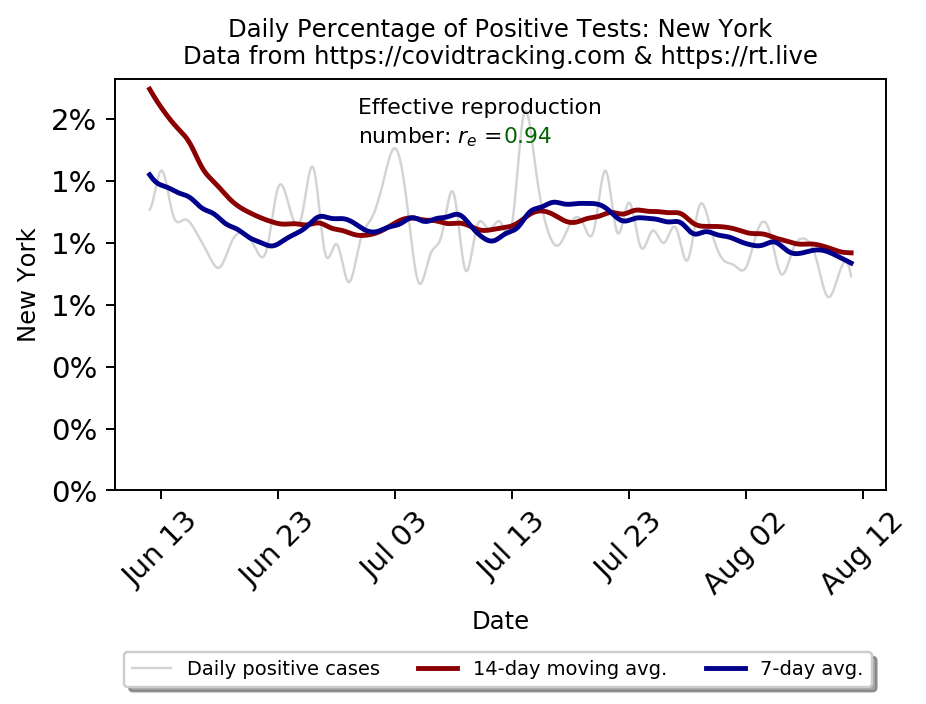 Daily Percentage of Positive Tests: New York
Data from https://covidtracking.com & https://rt.live
Effective reproduction
number: rₑ =0.94
2%
1%
1%
1%
0%
0%
0%
New York
Jun 13
Jun 23
Jul 03
Jul 13
Jul 23
Aug 02
Aug 12
Date
Daily positive cases
14-day moving avg.
7-day avg.